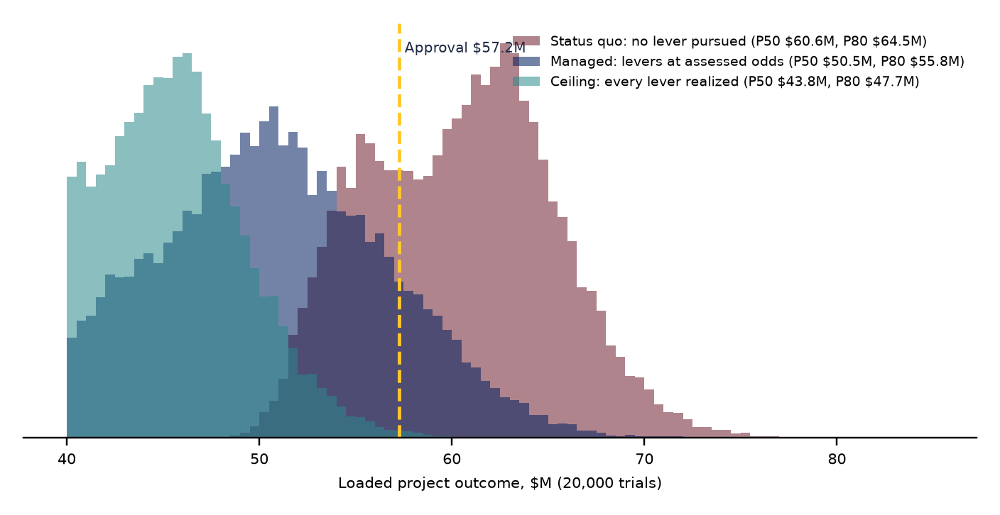 Approval $57.2M
Status quo: no lever pursued (P50 $60.6M, P80 $64.5M)
Managed: levers at assessed odds (P50 $50.5M, P80 $55.8M)
Ceiling: every lever realized (P50 $43.8M, P80 $47.7M)
40 50 60 70 80
Loaded project outcome, $M (20,000 trials)